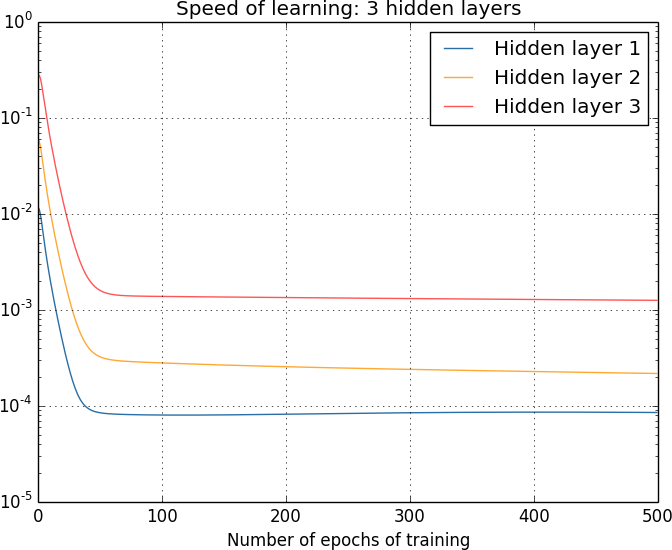 Speed of learning: 3 hidden layers
10^0
10^-1
10^-2
10^-3
10^-4
10^-5
Hidden layer 1
Hidden layer 2
Hidden layer 3
0 100 200 300 400 500
Number of epochs of training